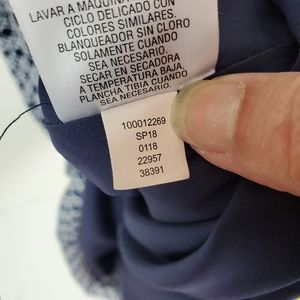 LAVAR A MAQUINA
CICLO DELICADO CON
COLORES SIMILARES.
BLANQUEADOR SIN CLORO
SOLAMENTE CUANDO
SEA NECESARIO.
SECAR EN SECADORA
A TEMPERATURA BAJA.
PLANCHA TIBIA CUANDO
SEA NECESARIO.
100012269
SP18
0118
22957
38391